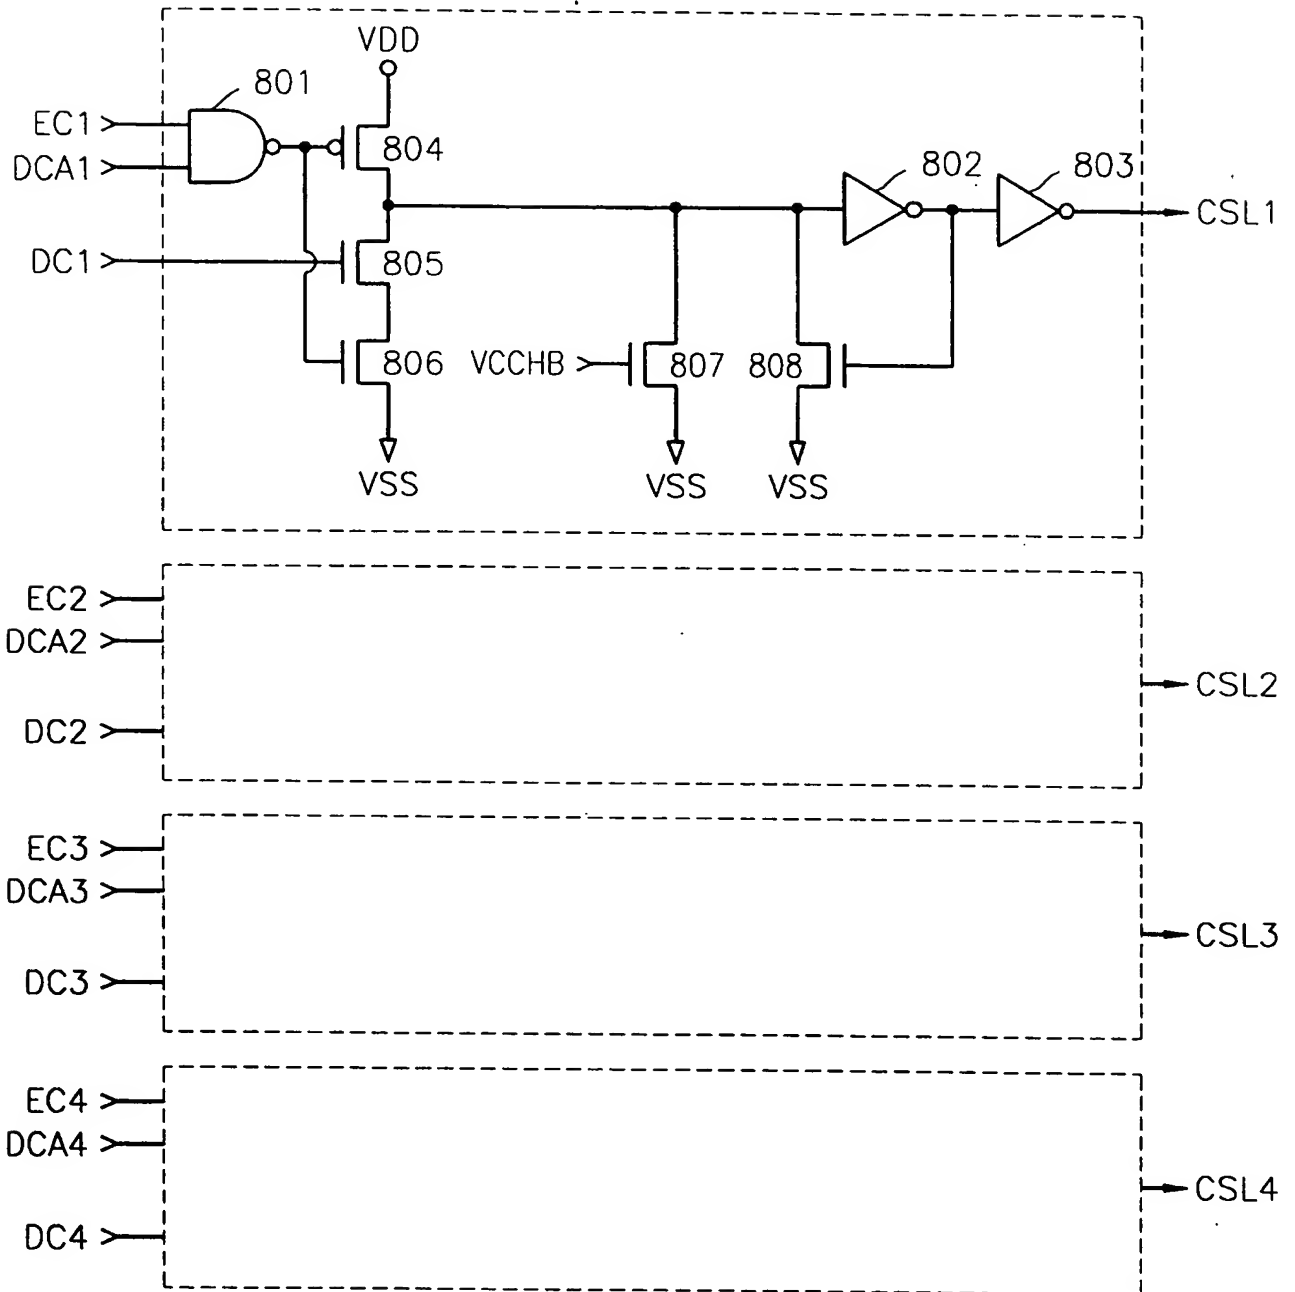 VDD
801
EC1
804
DCA1
802
803
CSL1
DC1
805
806
VCCHB
807
808
VSS
VSS
VSS
EC2
DCA2
CSL2
DC2
EC3
DCA3
CSL3
DC3
EC4
DCA4
CSL4
DC4